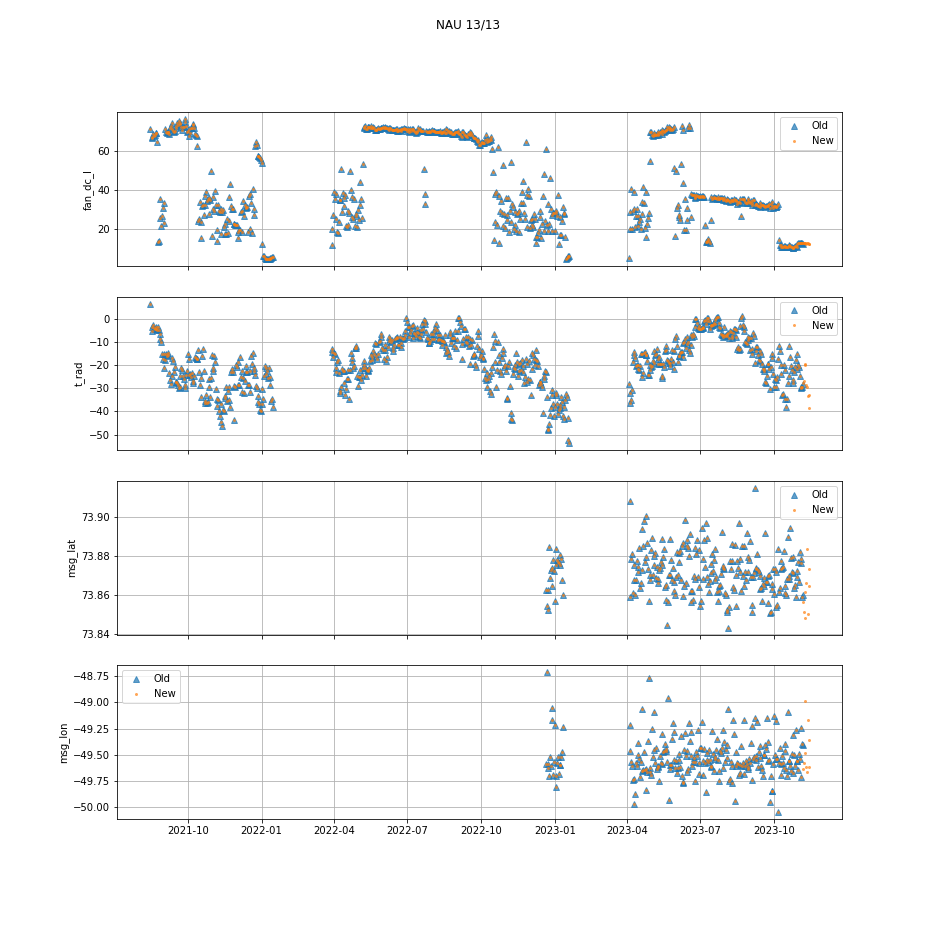 NAU 13/13
Old
New
fan_dc_I
60
40
20
Old
New
t_rad
0
−10
−20
−30
−40
−50
Old
New
msg_lat
73.90
73.88
73.86
73.84
Old
New
msg_lon
−48.75
−49.00
−49.25
−49.50
−49.75
−50.00
2021-10 2022-01 2022-04 2022-07 2022-10 2023-01 2023-04 2023-07 2023-10